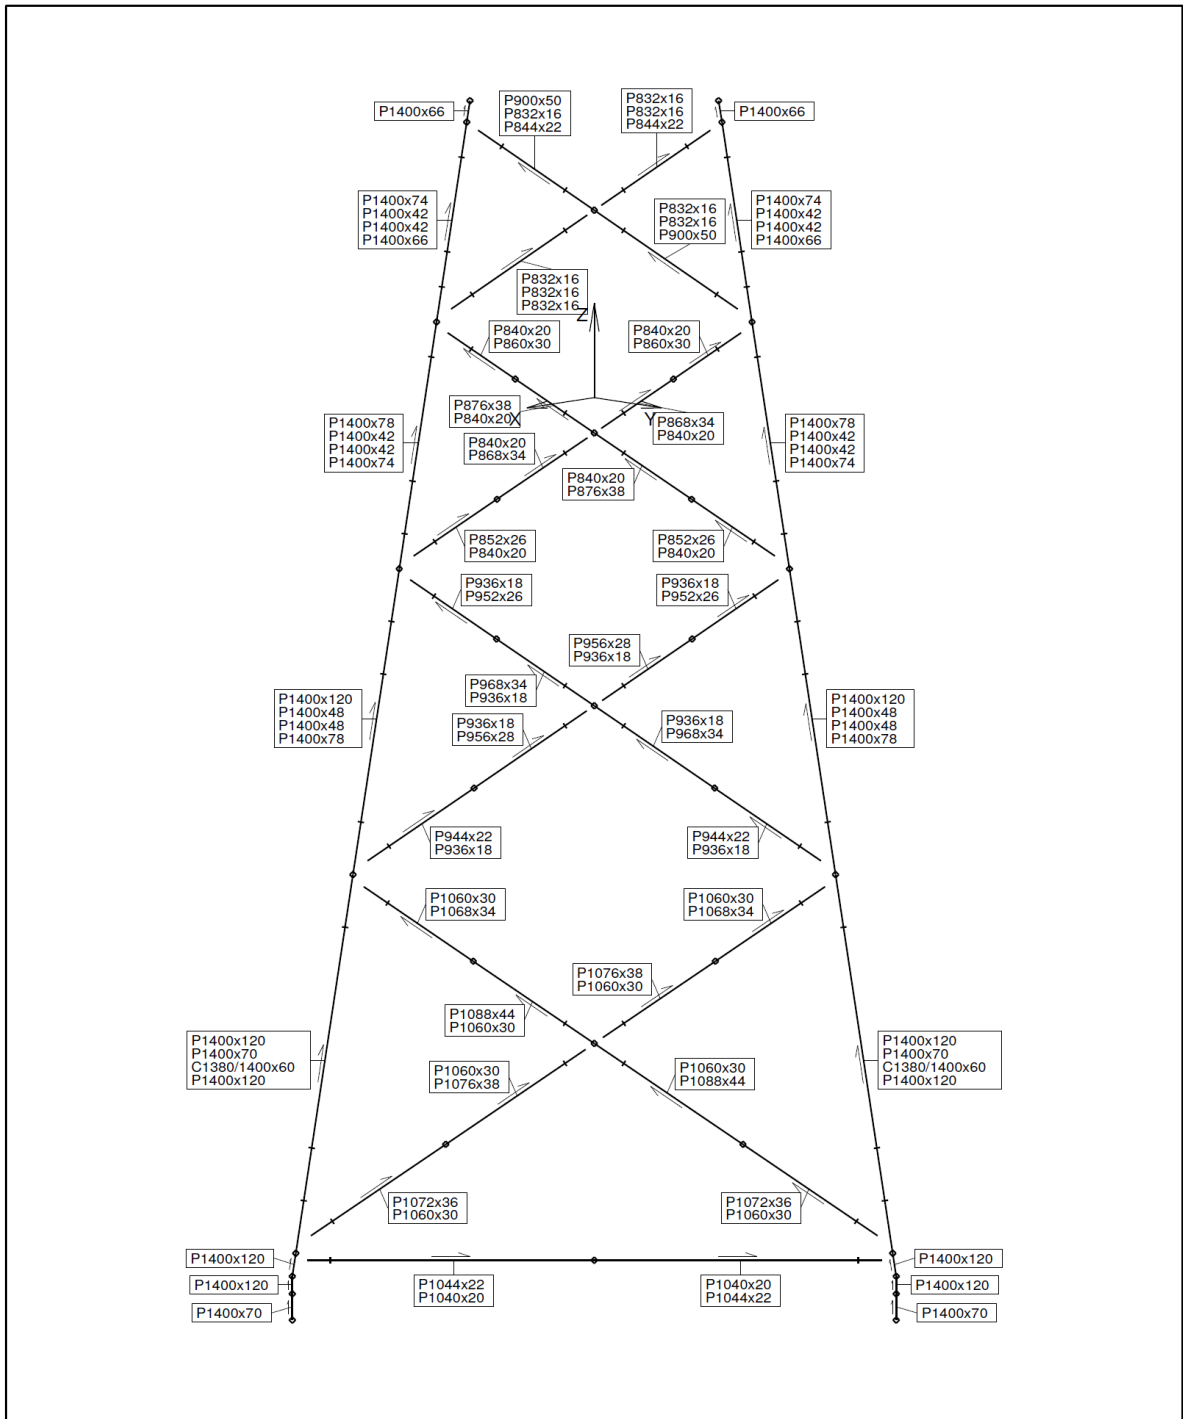 P1400x66
P900x50
P832x16
P844x22
P832x16
P832x16
P844x22
P1400x66
P1400x74
P1400x42
P1400x42
P1400x66
P832x16
P832x16
P900x50
P1400x74
P1400x42
P1400x42
P1400x66
P832x16
P832x16
P832x16
Z
P840x20
P860x30
P840x20
P860x30
P876x38
P840x20
X
Y
P868x34
P840x20
P1400x78
P1400x42
P1400x42
P1400x74
P840x20
P868x34
P840x20
P876x38
P1400x78
P1400x42
P1400x42
P1400x74
P852x26
P840x20
P852x26
P840x20
P936x18
P952x26
P936x18
P952x26
P956x28
P936x18
P968x34
P936x18
P1400x120
P1400x48
P1400x48
P1400x78
P936x18
P956x28
P936x18
P968x34
P1400x120
P1400x48
P1400x48
P1400x78
P944x22
P936x18
P944x22
P936x18
P1060x30
P1068x34
P1060x30
P1068x34
P1076x38
P1060x30
P1088x44
P1060x30
P1400x120
P1400x70
C1380/1400x60
P1400x120
P1060x30
P1076x38
P1060x30
P1088x44
P1400x120
P1400x70
C1380/1400x60
P1400x120
P1072x36
P1060x30
P1072x36
P1060x30
P1400x120
P1400x120
P1400x120
P1044x22
P1040x20
P1040x20
P1044x22
P1400x120
P1400x70
P1400x70